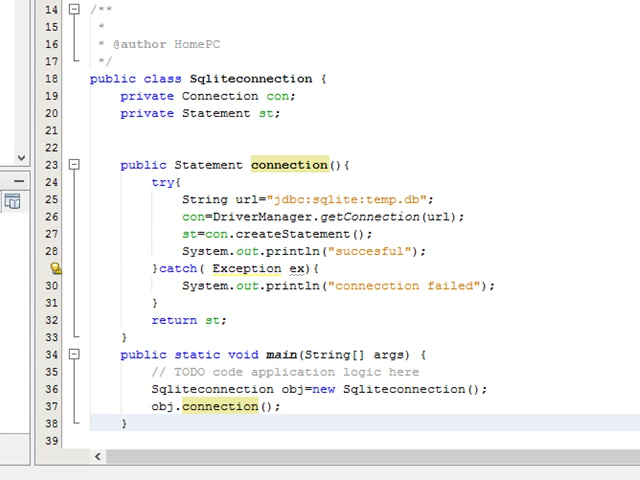 14 /**
15 *
16 * @author HomePC
17 */
18 public class Sqliteconnection {
19 private Connection con;
20 private Statement st;
21
22
23 public Statement connection(){
24 try{
25 String url="jdbc:sqlite:temp.db";
26 con=DriverManager.getConnection(url);
27 st=con.createStatement();
28 System.out.println("succesful");
}catch( Exception ex){
30 System.out.println("connecction failed");
31 }
32 return st;
33 }
34 public static void main(String[] args) {
35 // TODO code application logic here
36 Sqliteconnection obj=new Sqliteconnection();
37 obj.connection();
38 }
39